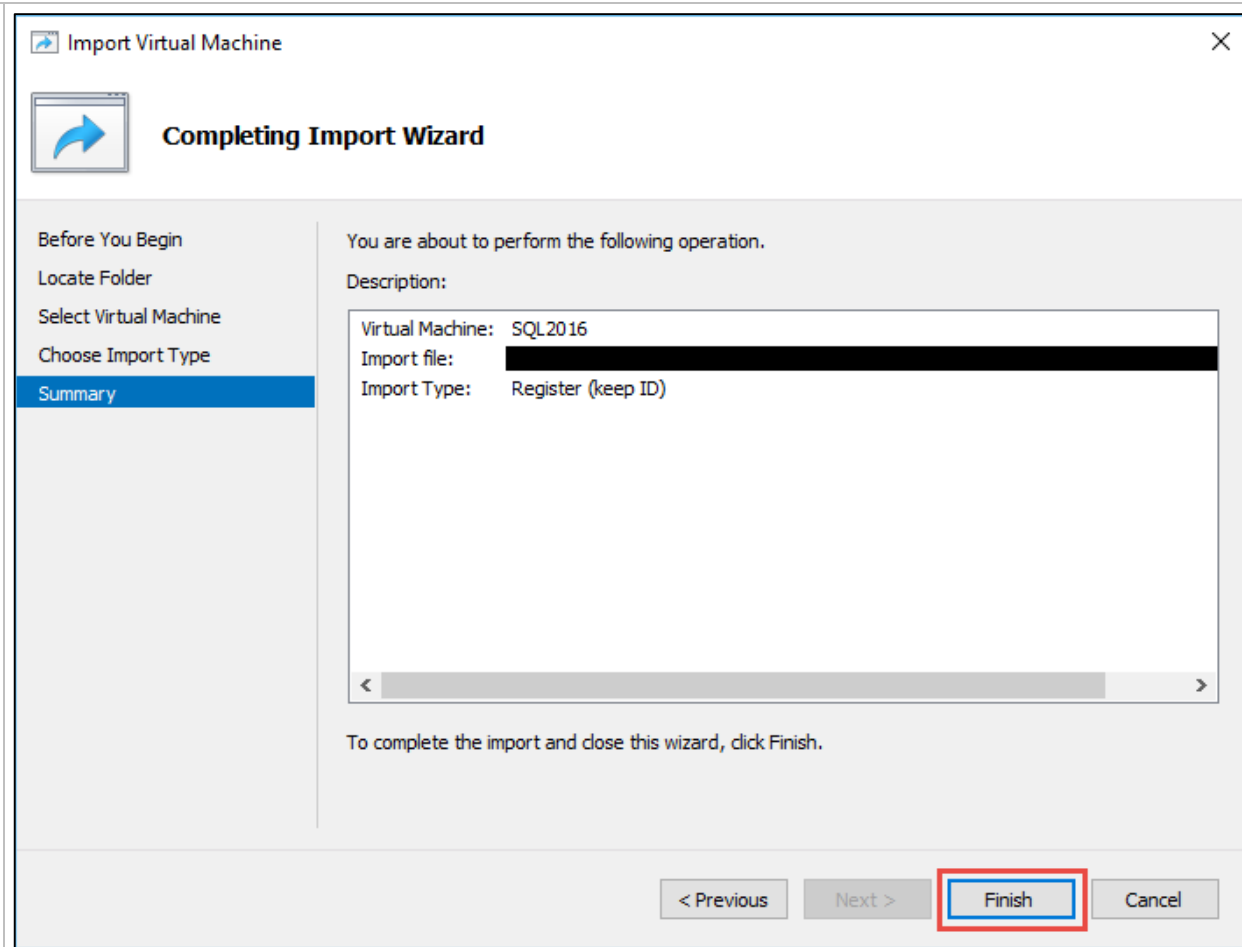 Import Virtual Machine
Completing Import Wizard
Before You Begin
Locate Folder
Select Virtual Machine
Choose Import Type
Summary
You are about to perform the following operation.
Description:
Virtual Machine: SQL2016
Import file:
Import Type: Register (keep ID)
To complete the import and close this wizard, click Finish.
< Previous Next > Finish Cancel